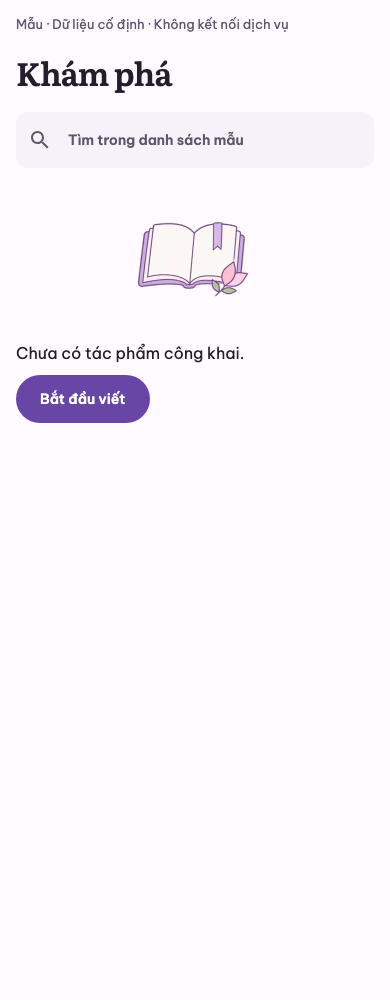 Mẫu · Dữ liệu cố định · Không kết nối dịch vụ
Khám phá
Tìm trong danh sách mẫu
Chưa có tác phẩm công khai.
Bắt đầu viết